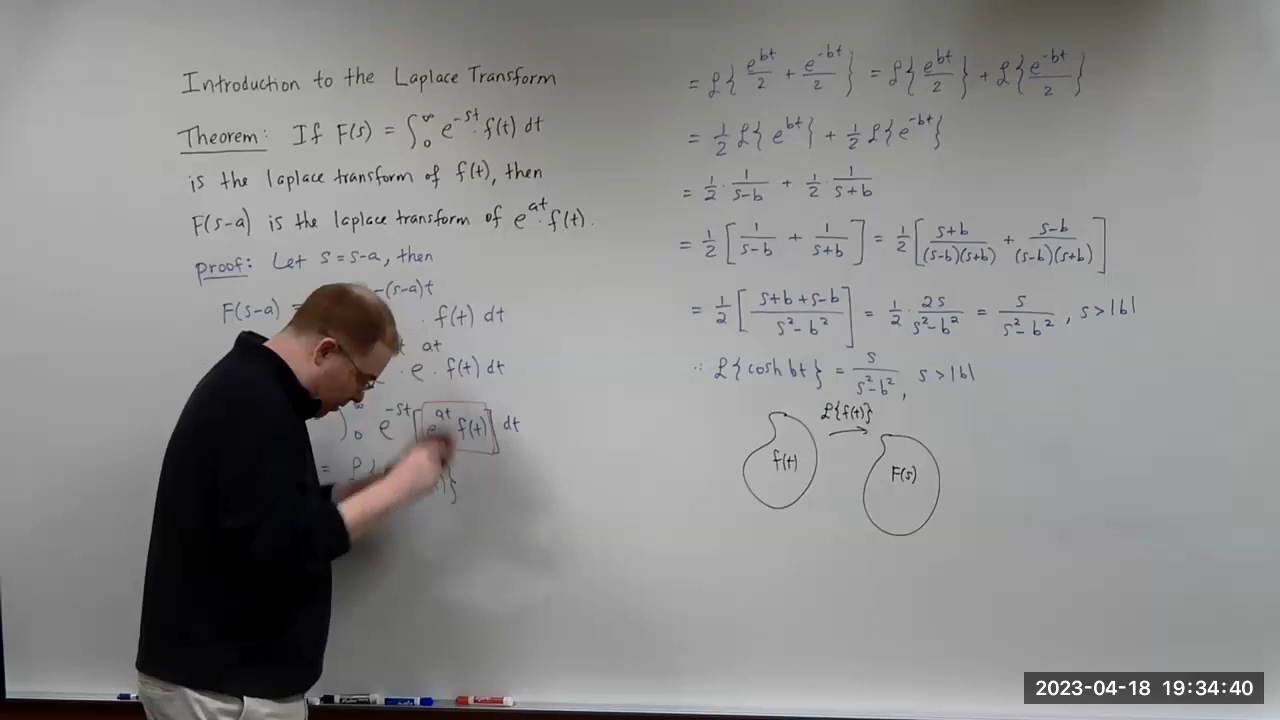 Introduction to the Laplace Transform
Theorem: If F(s) = ∫₀^∞ e^{-st}·f(t) dt
is the laplace transform of f(t), then
F(s-a) is the laplace transform of e^{at}·f(t).
proof: Let s = s-a, then
F(s-a) = -(s-a)t · f(t) dt
· e^{at} · f(t) dt
∫₀^∞ e^{-st} [e^{at} f(t)] dt
= ℒ{
= ℒ{ e^{bt}/2 + e^{-bt}/2 } = ℒ{ e^{bt}/2 } + ℒ{ e^{-bt}/2 }
= 1/2 ℒ{ e^{bt} } + 1/2 ℒ{ e^{-bt} }
= 1/2 · 1/(s-b) + 1/2 · 1/(s+b)
= 1/2 [ 1/(s-b) + 1/(s+b) ] = 1/2 [ (s+b)/((s-b)(s+b)) + (s-b)/((s-b)(s+b)) ]
= 1/2 [ (s+b+s-b)/(s²-b²) ] = 1/2 · 2s/(s²-b²) = s/(s²-b²), s>|b|
∴ ℒ{cosh bt} = s/(s²-b²), s>|b|
ℒ{f(t)}
f(t)
F(s)
2023-04-18 19:34:40